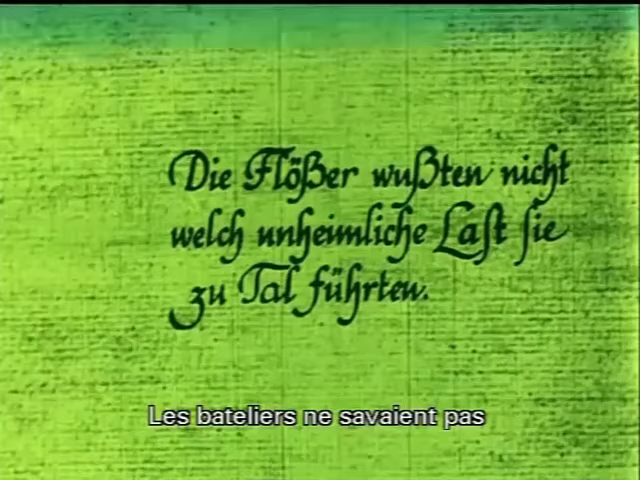 Die Flößer wußten nicht
welch unheimliche Last sie
zu Tal führten.
Les bateliers ne savaient pas